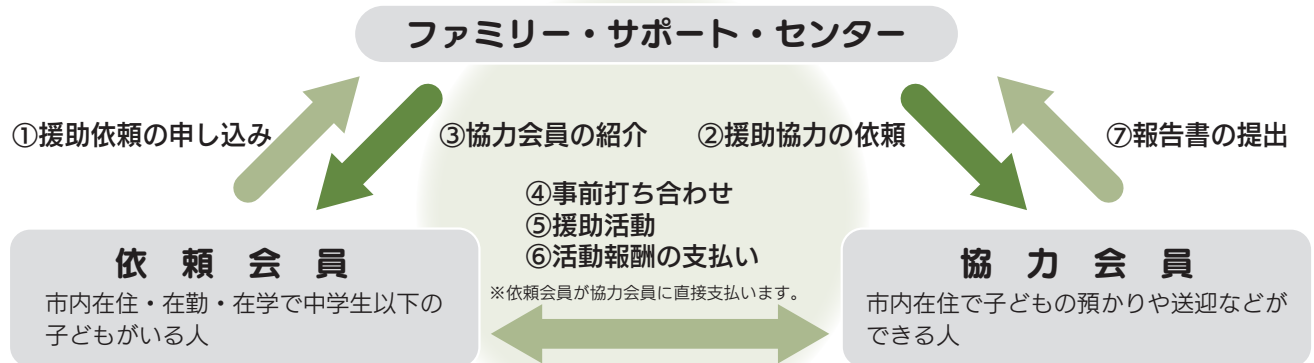 ファミリー・サポート・センター
①援助依頼の申し込み
③協力会員の紹介
②援助協力の依頼
⑦報告書の提出
④事前打ち合わせ
⑤援助活動
⑥活動報酬の支払い
※依頼会員が協力会員に直接支払います。
依頼会員
市内在住・在勤・在学で中学生以下の
子どもがいる人
協力会員
市内在住で子どもの預かりや送迎などが
できる人